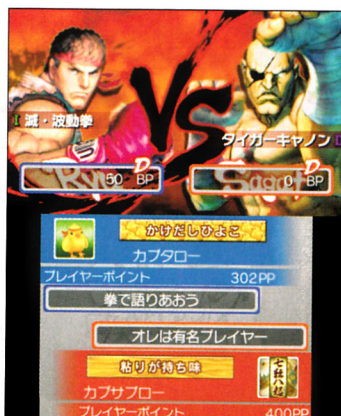 VS
I 滅・波動拳
タイガーキャノン D
D
50 BP
D
0 BP
Ryu
Sagat
かけだしひよこ
カプタロー
プレイヤーポイント 302PP
拳で語りあおう
オレは有名プレイヤー
粘りが持ち味
七転八起
カプサブロー
プレイヤーポイント 400PP